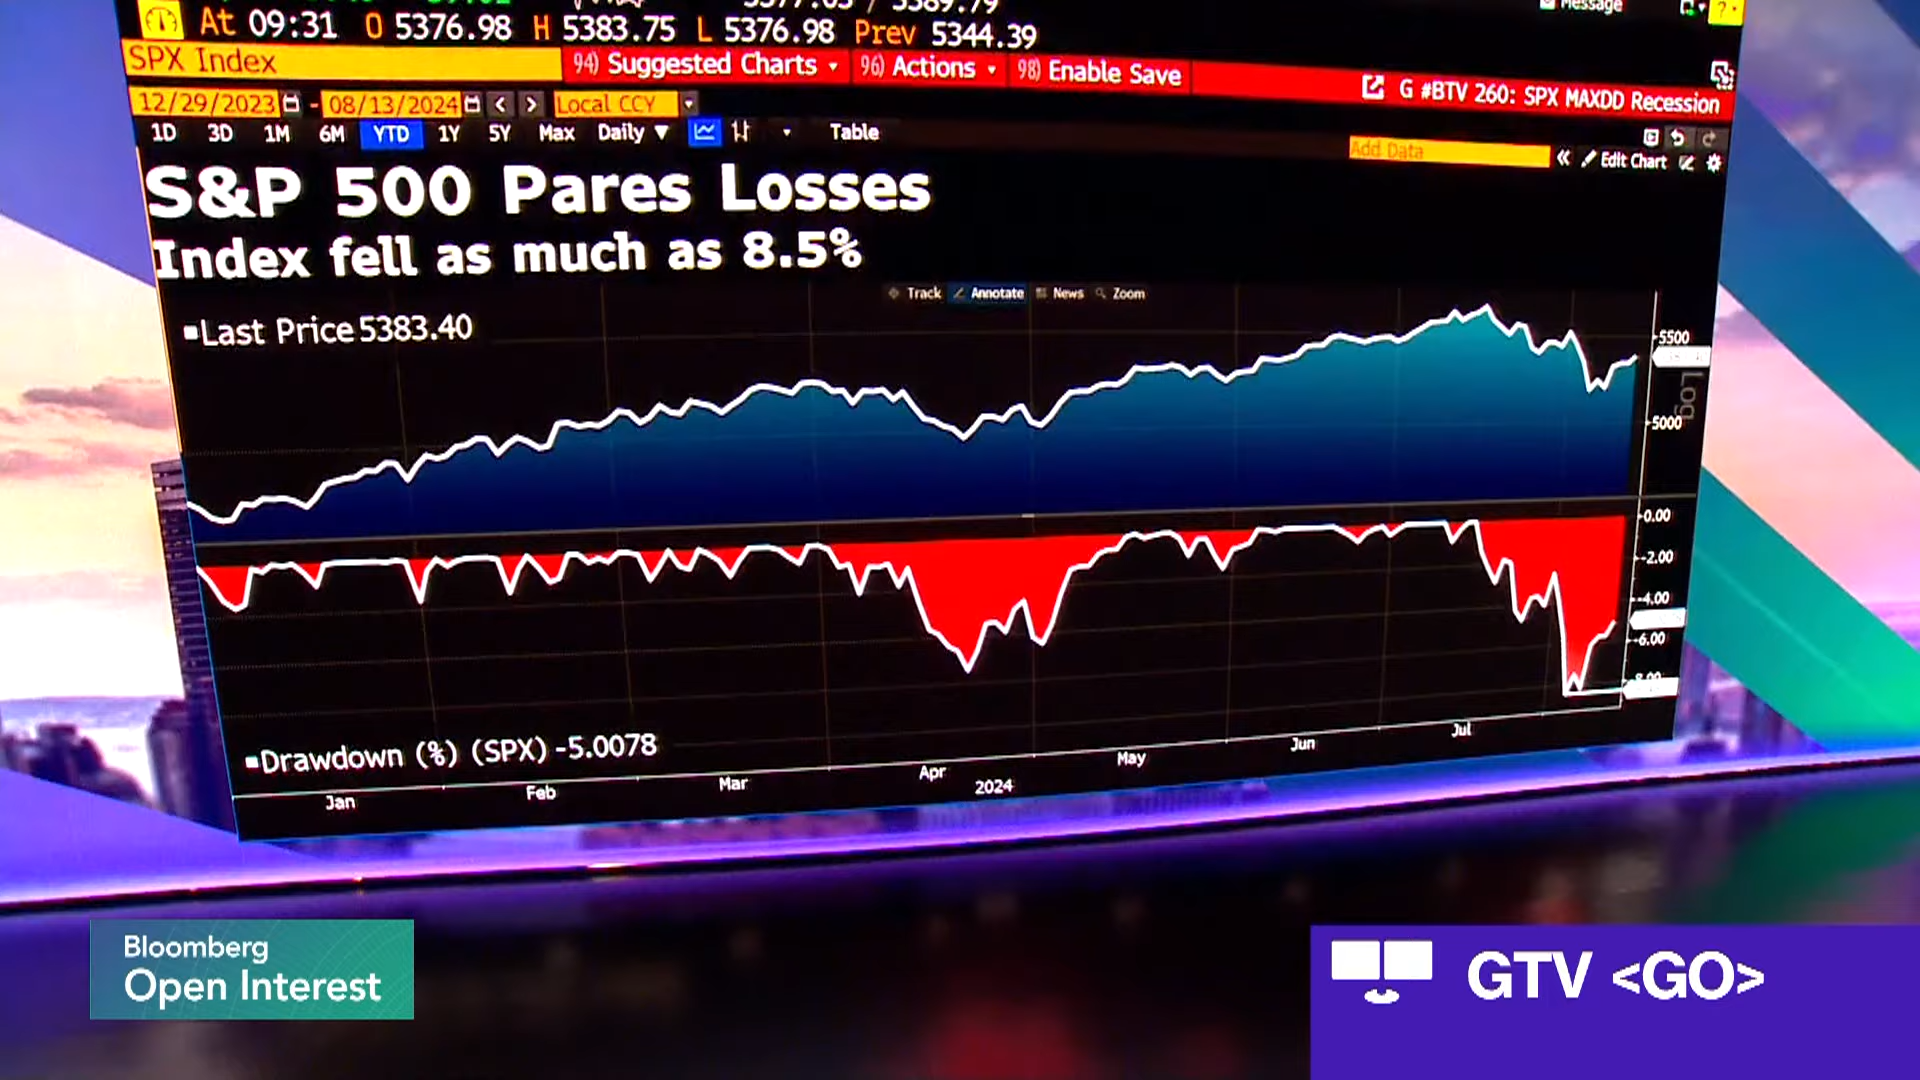 At 09:31 O 5376.98 H 5383.75 L 5376.98 Prev 5344.39
Message
?
SPX Index
94) Suggested Charts
96) Actions
98) Enable Save
G #BTV 260: SPX MAXDD Recession
12/29/2023 - 08/13/2024 < > Local CCY
1D 3D 1M 6M YTD 1Y 5Y Max Daily Table
Add Data
« Edit Chart
S&P 500 Pares Losses
Index fell as much as 8.5%
Track Annotate News Zoom
Last Price 5383.40
5500
5000
Log
0.00
-2.00
-4.00
-6.00
Drawdown (%) (SPX) -5.0078
Jan Feb Mar Apr May Jun Jul
2024
Bloomberg
Open Interest
GTV <GO>